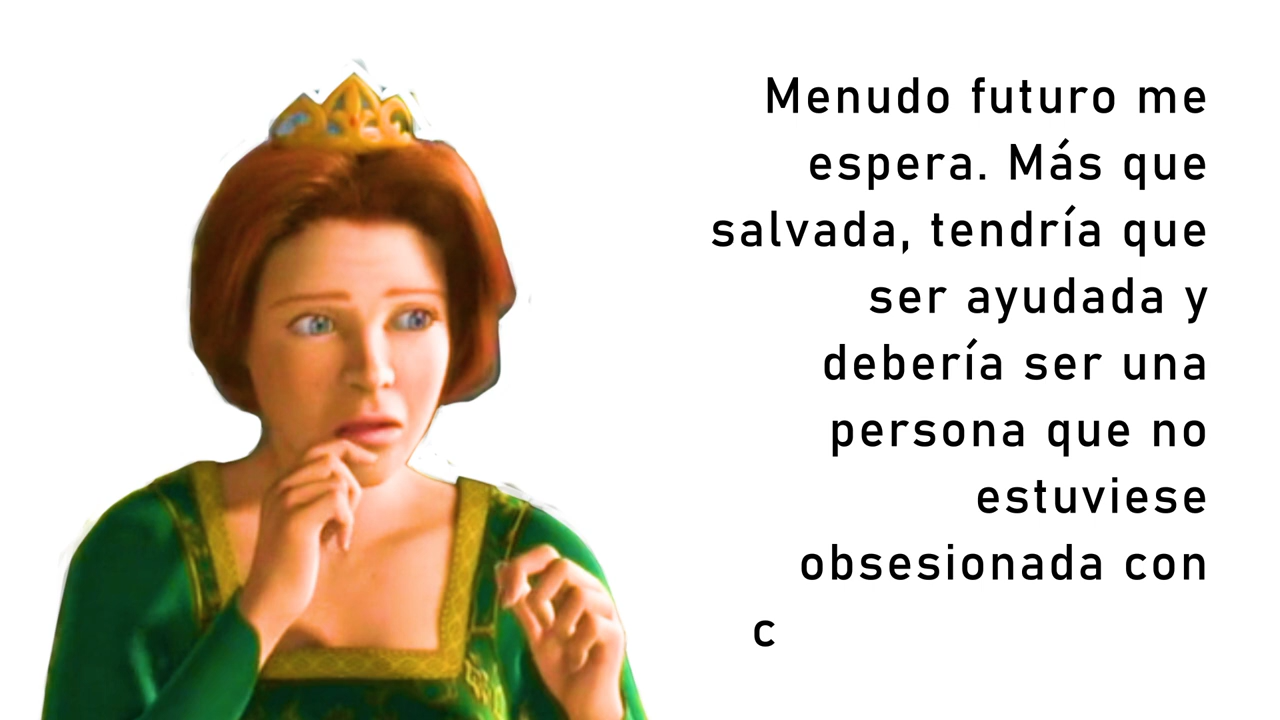 Menudo futuro me
espera. Más que
salvada, tendría que
ser ayudada y
debería ser una
persona que no
estuviese
obsesionada con
c